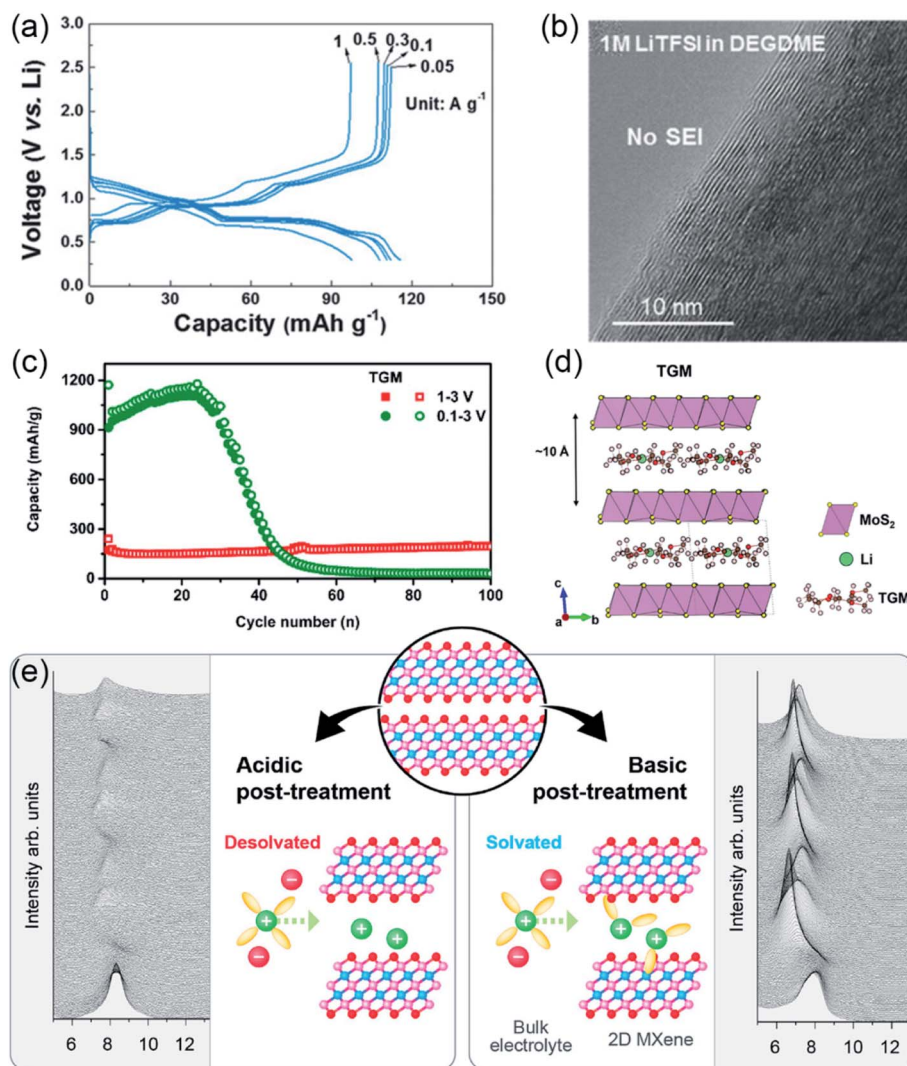 (a)
3.0
2.5
2.0
1.5
1.0
0.5
0.0
Voltage (V vs. Li)
1 0.5 0.3 0.1
0.05
Unit: A g⁻¹
0 30 60 90 120 150
Capacity (mAh g⁻¹)
(b)
1M LiTFSI in DEGDME
No SEI
10 nm
(c)
1200
900
600
300
0
Capacity (mAh/g)
TGM
1-3 V
0.1-3 V
0 20 40 60 80 100
Cycle number (n)
(d)
TGM
~10 Å
c
a b
MoS₂
Li
TGM
(e)
Intensity arb. units
6 8 10 12
Acidic
post-treatment
Desolvated
− + −
+ +
Basic
post-treatment
Solvated
− + −
+ +
Bulk
electrolyte
2D MXene
Intensity arb. units
6 8 10 12